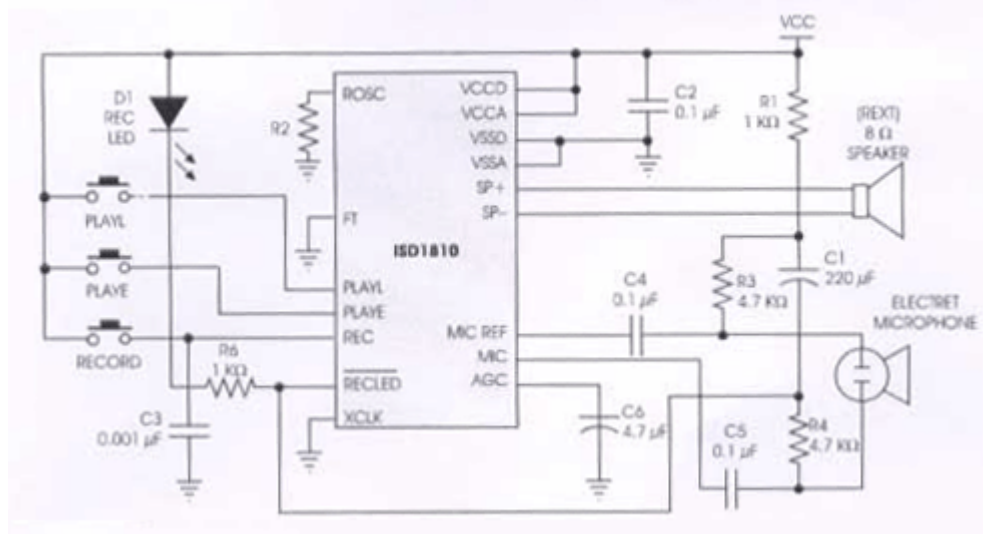 VCC
D1
REC
LED
R2
ROSC
VCCD
VCCA
VSSD
VSSA
SP+
SP-
C2
0.1 µF
R1
1 KΩ
(REXT)
8 Ω
SPEAKER
PLAYL
FT
ISD1810
PLAYE
PLAYL
PLAYE
REC
RECLED
XCLK
MIC REF
MIC
AGC
C4
0.1 µF
R3
4.7 KΩ
C1
220 µF
ELECTRET
MICROPHONE
RECORD
R6
1 KΩ
C3
0.001 µF
C6
4.7 µF
C5
0.1 µF
R4
4.7 KΩ